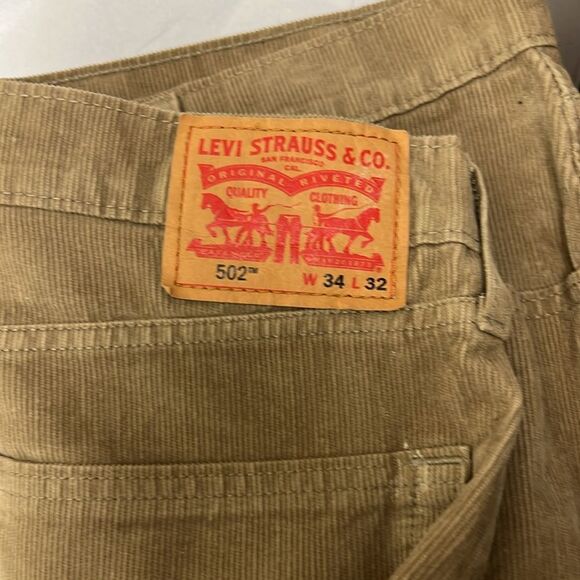 LEVI STRAUSS & CO.
SAN FRANCISCO
CAL.
ORIGINAL RIVETED
QUALITY CLOTHING
502™ W 34 L 32